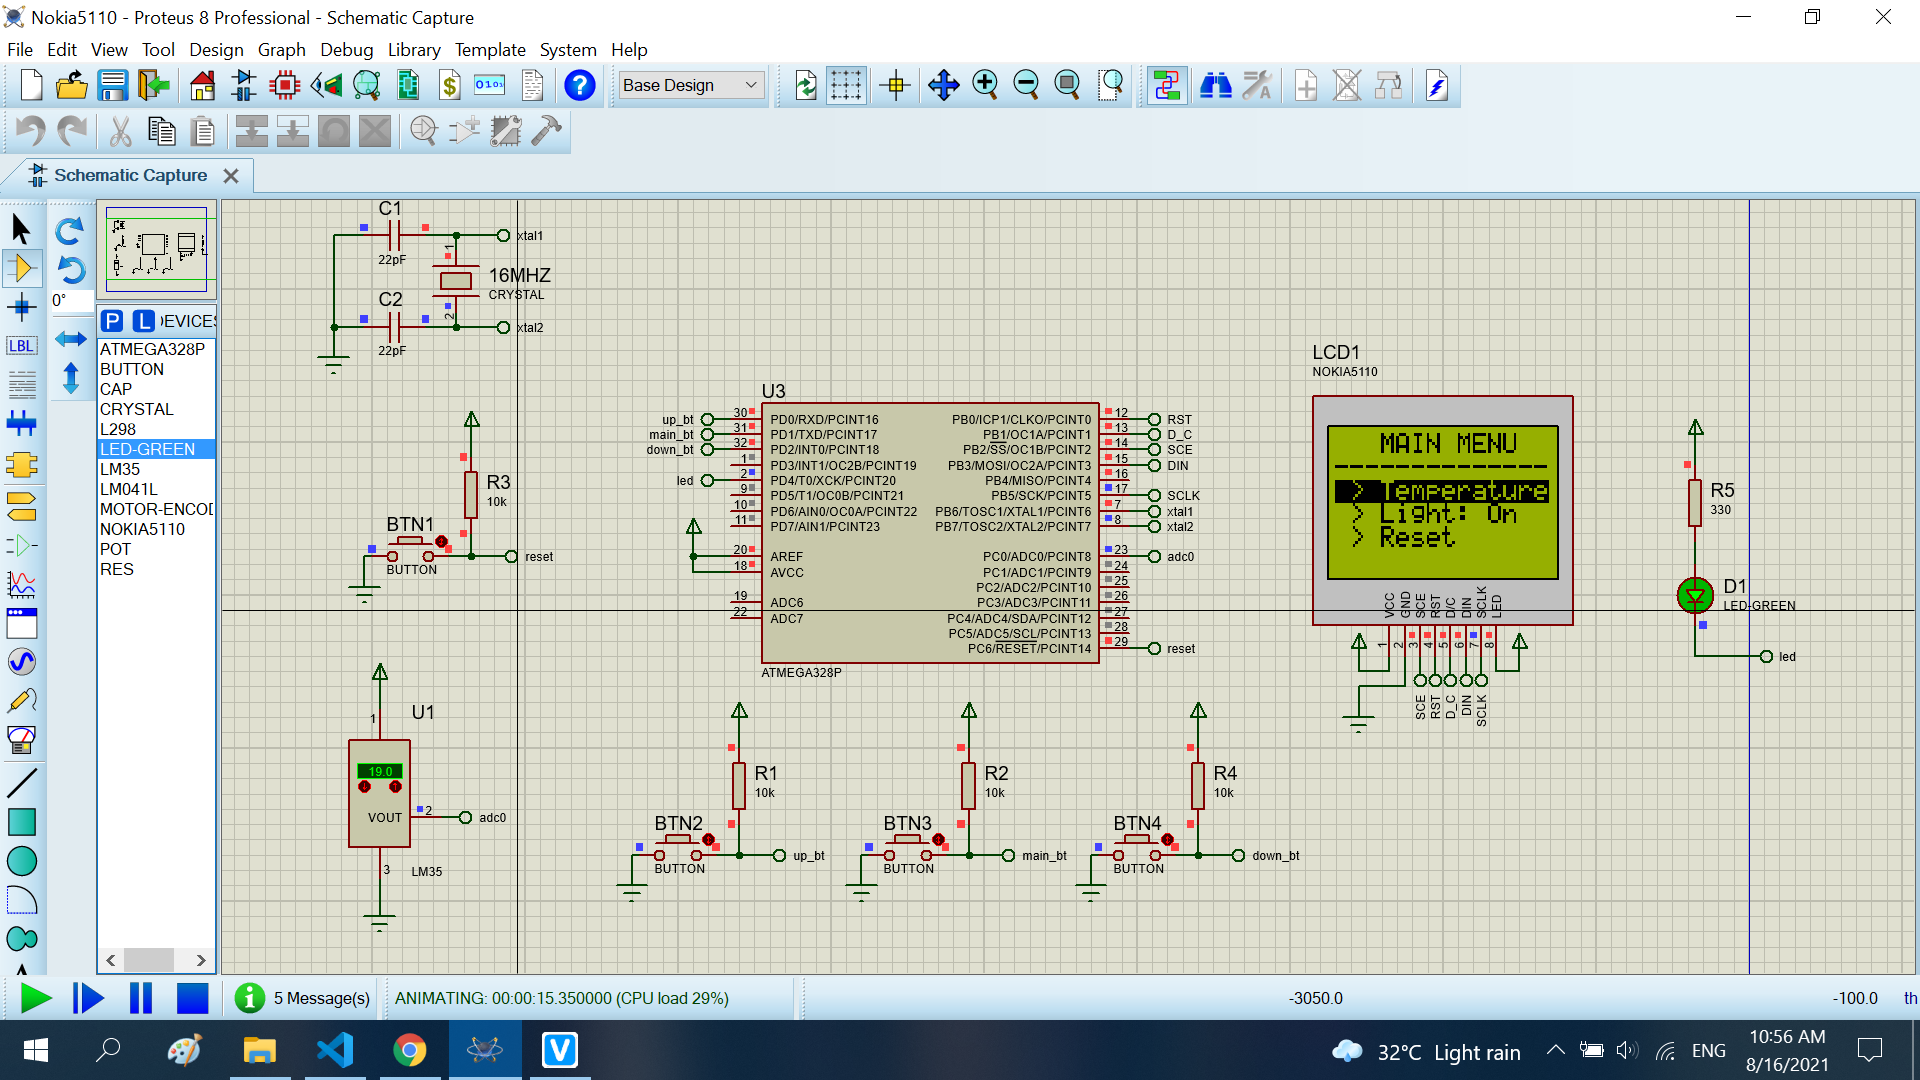 Nokia5110 - Proteus 8 Professional - Schematic Capture
File Edit View Tool Design Graph Debug Library Template System Help
Base Design
Schematic Capture
0°
P L DEVICES
ATMEGA328P
BUTTON
CAP
CRYSTAL
L298
LED-GREEN
LM35
LM041L
MOTOR-ENCOD
NOKIA5110
POT
RES
LBL
C1
22pF
xtal1
1
16MHZ
CRYSTAL
2
C2
22pF
xtal2
R3
10k
BTN1
BUTTON
reset
U1
1
19.0
VOUT
2
adc0
3
LM35
U3
up_bt 30 PD0/RXD/PCINT16
main_bt 31 PD1/TXD/PCINT17
down_bt 32 PD2/INT0/PCINT18
1 PD3/INT1/OC2B/PCINT19
led 2 PD4/T0/XCK/PCINT20
9 PD5/T1/OC0B/PCINT21
10 PD6/AIN0/OC0A/PCINT22
11 PD7/AIN1/PCINT23
20 AREF
18 AVCC
19 ADC6
22 ADC7
PB0/ICP1/CLKO/PCINT0 12 RST
PB1/OC1A/PCINT1 13 D_C
PB2/SS/OC1B/PCINT2 14 SCE
PB3/MOSI/OC2A/PCINT3 15 DIN
PB4/MISO/PCINT4 16
PB5/SCK/PCINT5 17 SCLK
PB6/TOSC1/XTAL1/PCINT6 7 xtal1
PB7/TOSC2/XTAL2/PCINT7 8 xtal2
PC0/ADC0/PCINT8 23 adc0
PC1/ADC1/PCINT9 24
PC2/ADC2/PCINT10 25
PC3/ADC3/PCINT11 26
PC4/ADC4/SDA/PCINT12 27
PC5/ADC5/SCL/PCINT13 28
PC6/RESET/PCINT14 29 reset
ATMEGA328P
R1
10k
BTN2
BUTTON
up_bt
R2
10k
BTN3
BUTTON
main_bt
R4
10k
BTN4
BUTTON
down_bt
LCD1
NOKIA5110
MAIN MENU
--------------
> Temperature
> Light: On
> Reset
VCC GND SCE RST D/C DIN SCLK LED
1 2 3 4 5 6 7 8
SCE RST D_C DIN SCLK
R5
330
D1
LED-GREEN
led
5 Message(s)
ANIMATING: 00:00:15.350000 (CPU load 29%)
-3050.0
-100.0
th
32°C Light rain
ENG
10:56 AM
8/16/2021